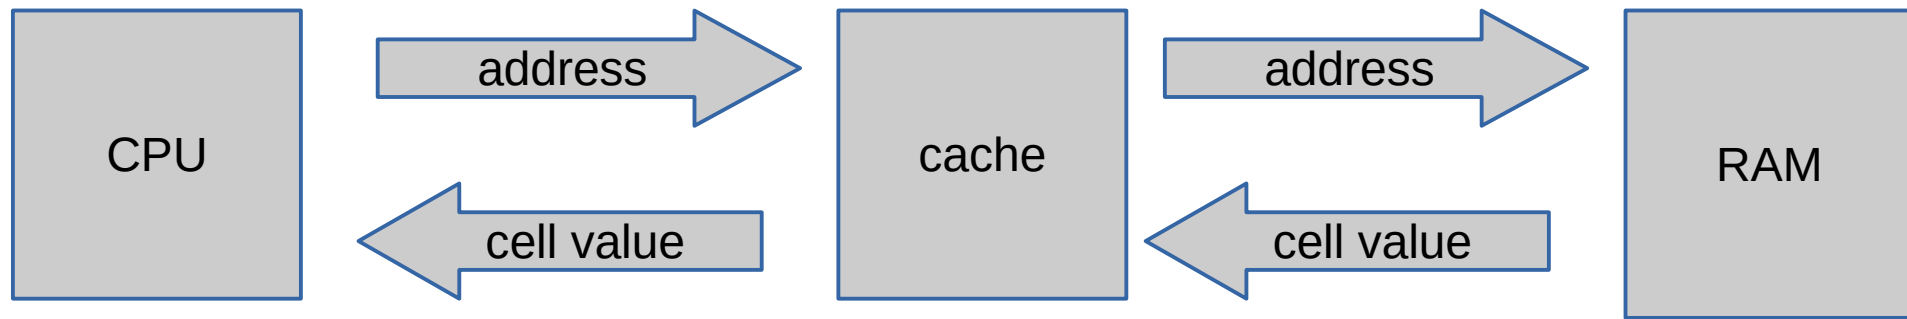 CPU
address
cache
address
RAM
cell value
cell value